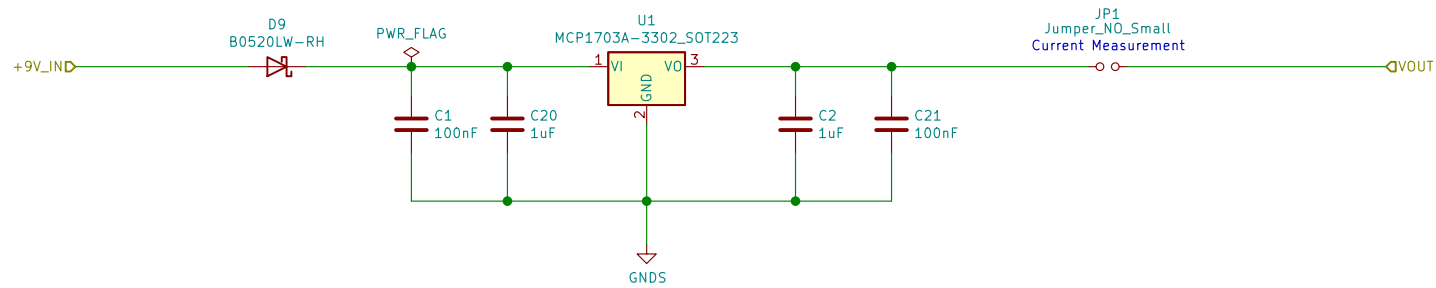 D9
B0520LW-RH
PWR_FLAG
U1
MCP1703A-3302_SOT223
JP1
Jumper_NO_Small
Current Measurement
+9V_IN
1
VI
VO
3
VOUT
GND
2
C1
100nF
C20
1uF
C2
1uF
C21
100nF
GNDS